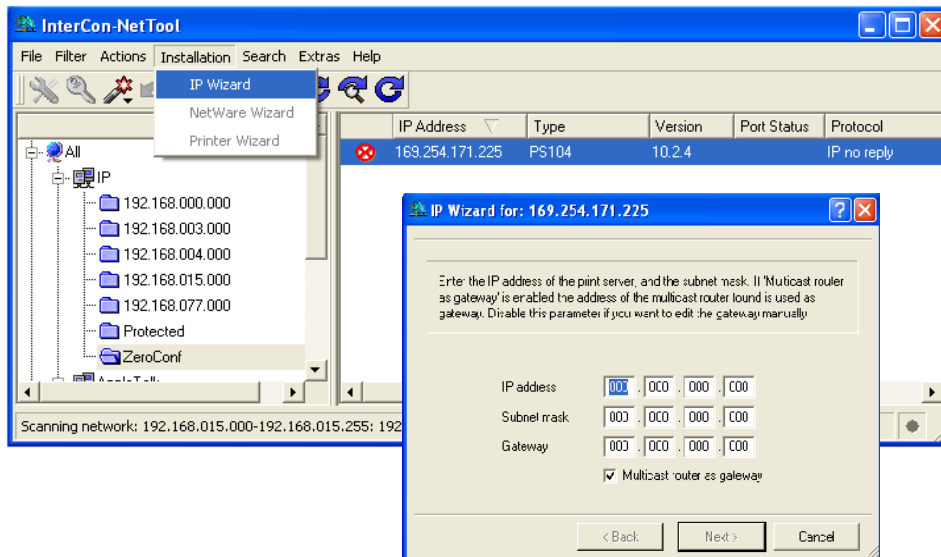 InterCon-NetTool
File Filter Actions Installation Search Extras Help
IP Wizard
NetWare Wizard
Printer Wizard
IP Address Type Version Port Status Protocol
169.254.171.225 PS104 10.2.4 IP no reply
All
IP
192.168.000.000
192.168.003.000
192.168.004.000
192.168.015.000
192.168.077.000
Protected
ZeroConf
AppleTalk
Scanning network: 192.168.015.000-192.168.015.255: 192
IP Wizard for: 169.254.171.225
Enter the IP address of the print server, and the subnet mask. If 'Multicast router
as gateway' is enabled the address of the multicast router found is used as
gateway. Disable this parameter if you want to edit the gateway manually
IP address 000 . 000 . 000 . 000
Subnet mask 000 . 000 . 000 . 000
Gateway 000 . 000 . 000 . 000
Multicast router as gateway
< Back Next > Cancel